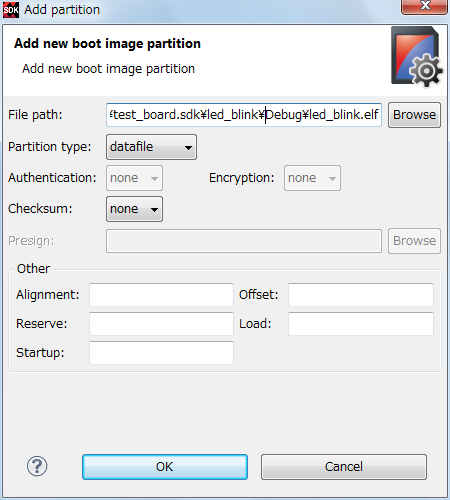 SDK Add partition
Add new boot image partition
Add new boot image partition
File path: test_board.sdk¥led_blink¥Debug¥led_blink.elf Browse
Partition type: datafile
Authentication: none Encryption: none
Checksum: none
Presign: Browse
Other
Alignment: Offset:
Reserve: Load:
Startup:
? OK Cancel